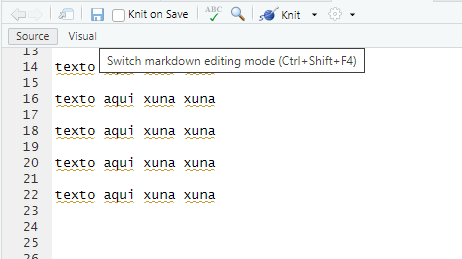 Knit on Save ABC Knit
Source Visual
Switch markdown editing mode (Ctrl+Shift+F4)
13
14 texto
15
16 texto aqui xuna xuna
17
18 texto aqui xuna xuna
19
20 texto aqui xuna xuna
21
22 texto aqui xuna xuna
23
24
25
26